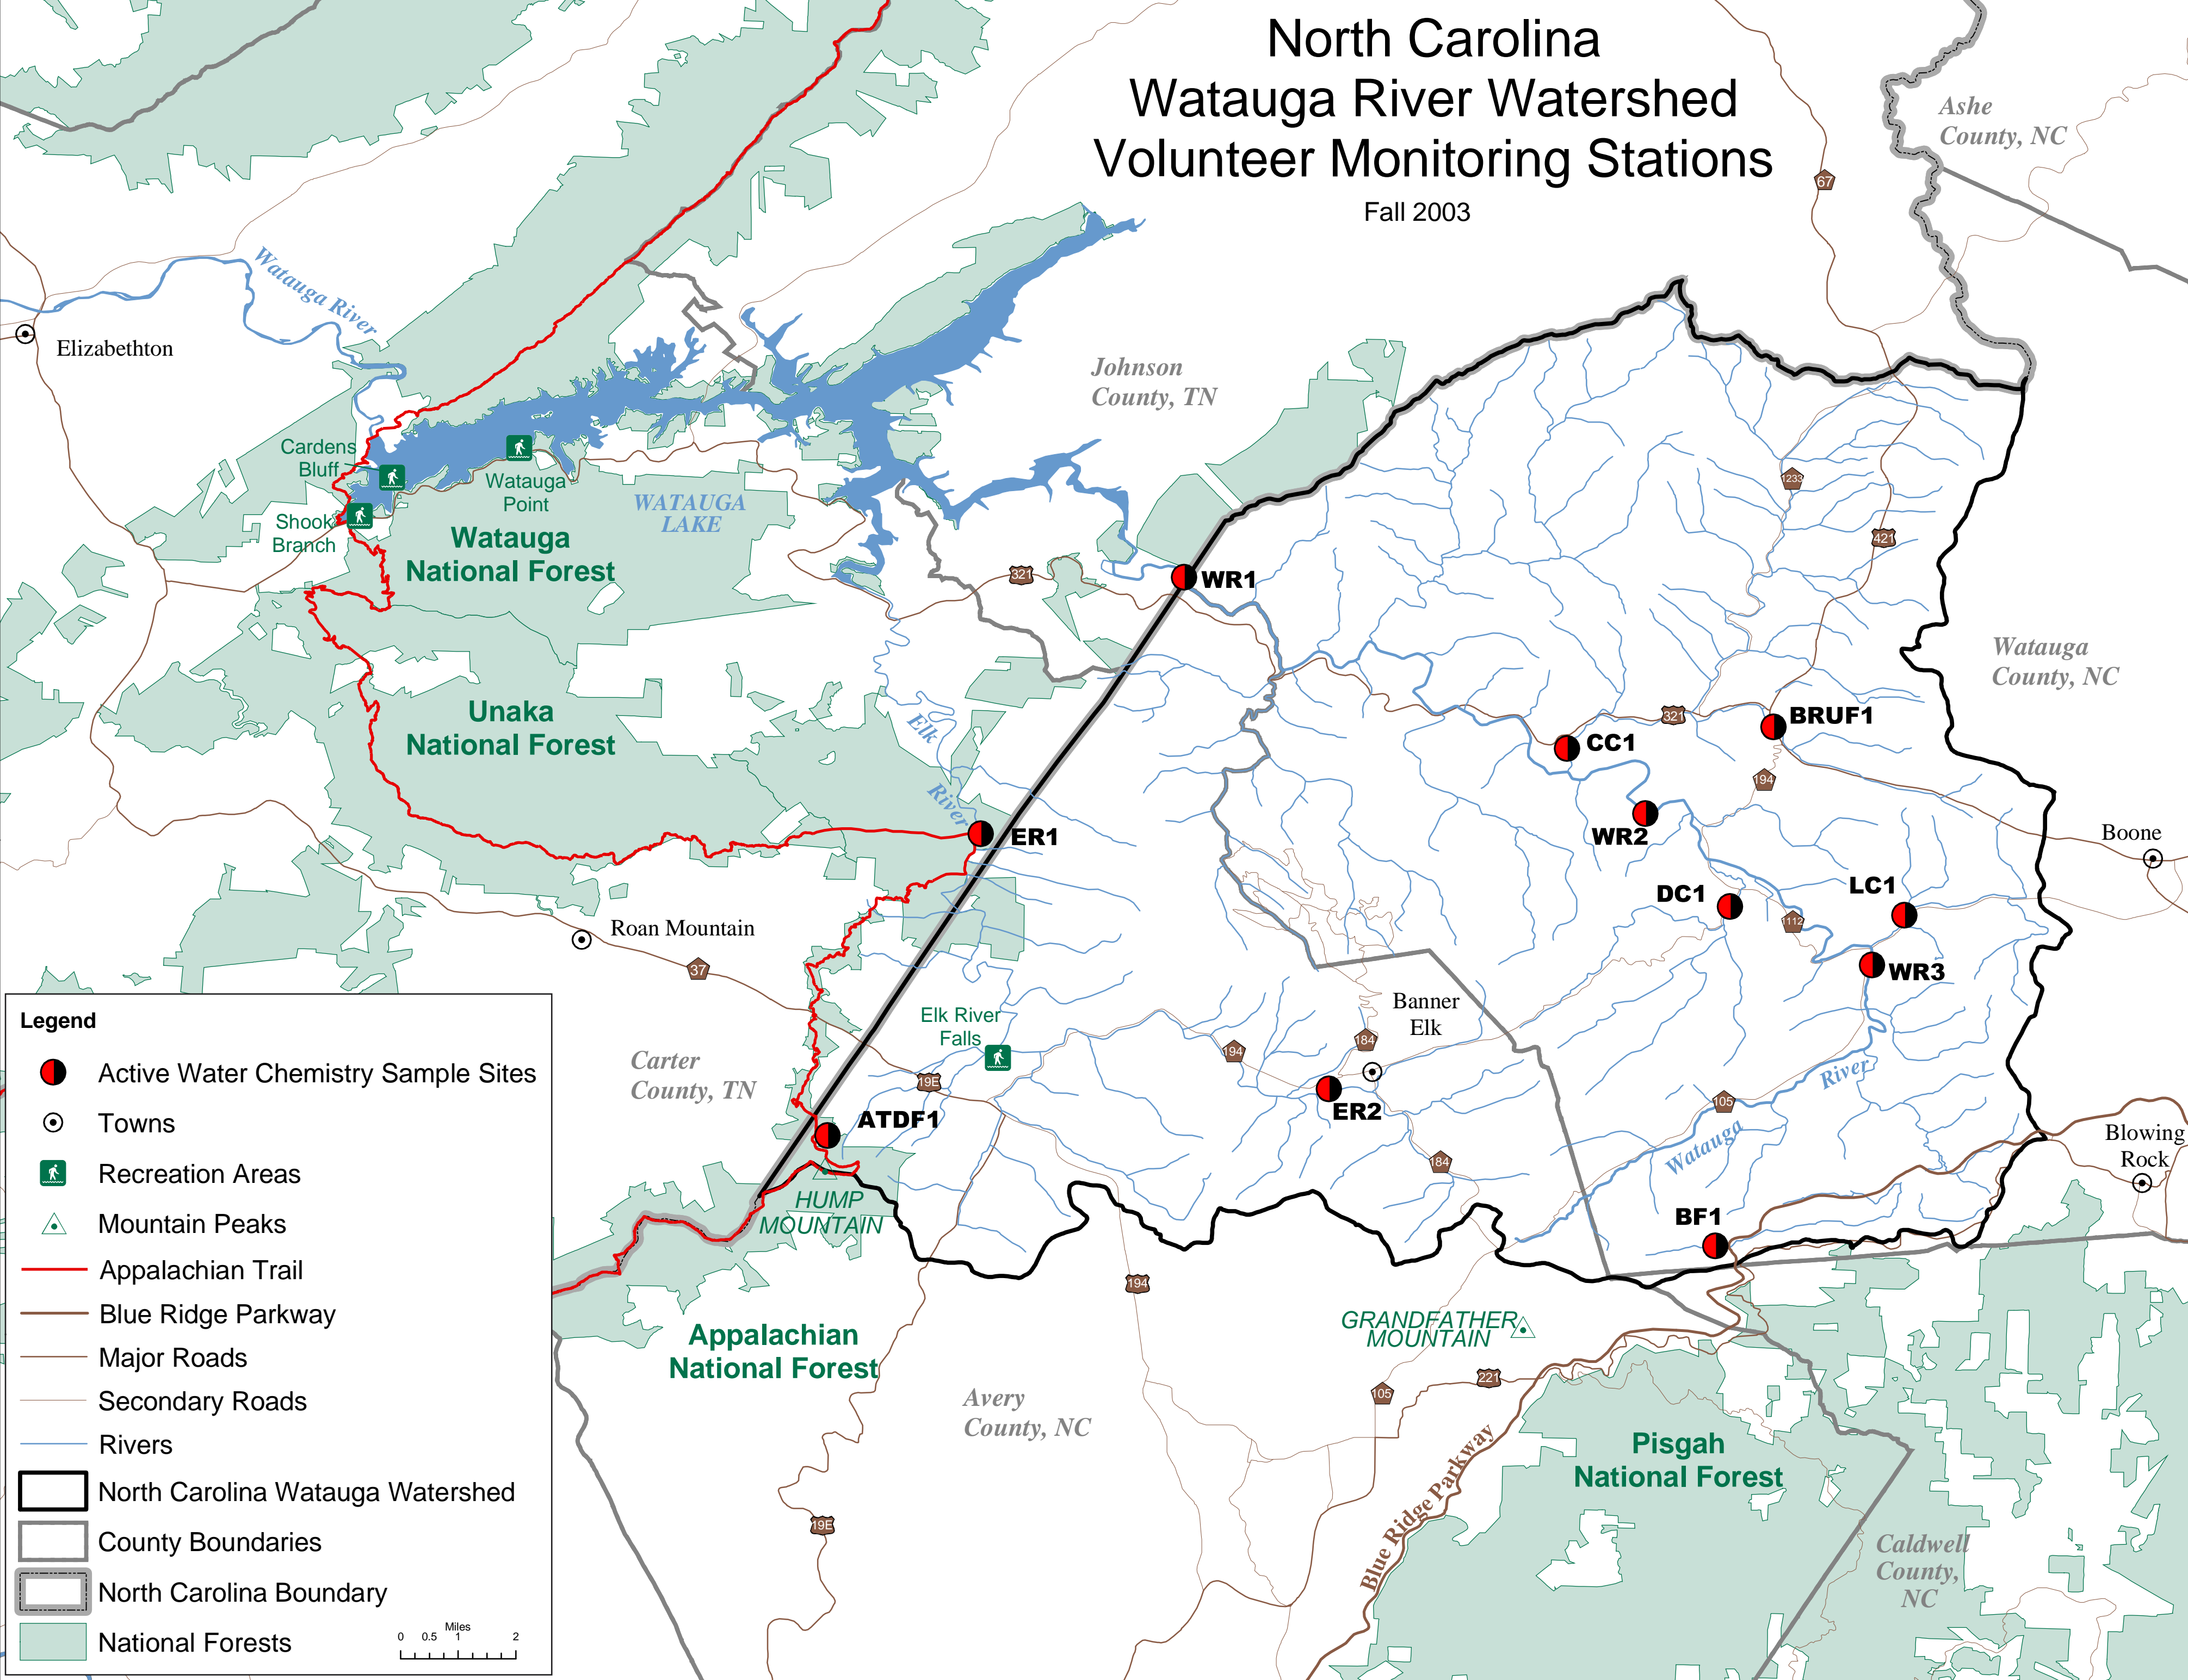 North Carolina
Watauga River Watershed
Volunteer Monitoring Stations
Fall 2003
Ashe
County, NC
67
Watauga River
Elizabethton
Johnson
County, TN
Cardens
Bluff
Watauga
Point
WATAUGA
LAKE
Shook
Branch
Watauga
National Forest
1233
421
321
WR1
Watauga
County, NC
Unaka
National Forest
Elk
River
321
BRUF1
CC1
194
WR2
ER1
Boone
DC1
LC1
1112
WR3
Roan Mountain
37
Banner
Elk
Elk River
Falls
194
184
19E
Carter
County, TN
ER2
ATDF1
184
105
River
Watauga
Blowing
Rock
HUMP
MOUNTAIN
BF1
194
GRANDFATHER
MOUNTAIN
Appalachian
National Forest
221
105
Avery
County, NC
Blue Ridge Parkway
Pisgah
National Forest
19E
Caldwell
County,
NC
Legend
Active Water Chemistry Sample Sites
Towns
Recreation Areas
Mountain Peaks
Appalachian Trail
Blue Ridge Parkway
Major Roads
Secondary Roads
Rivers
North Carolina Watauga Watershed
County Boundaries
North Carolina Boundary
National Forests
Miles
0 0.5 1 2